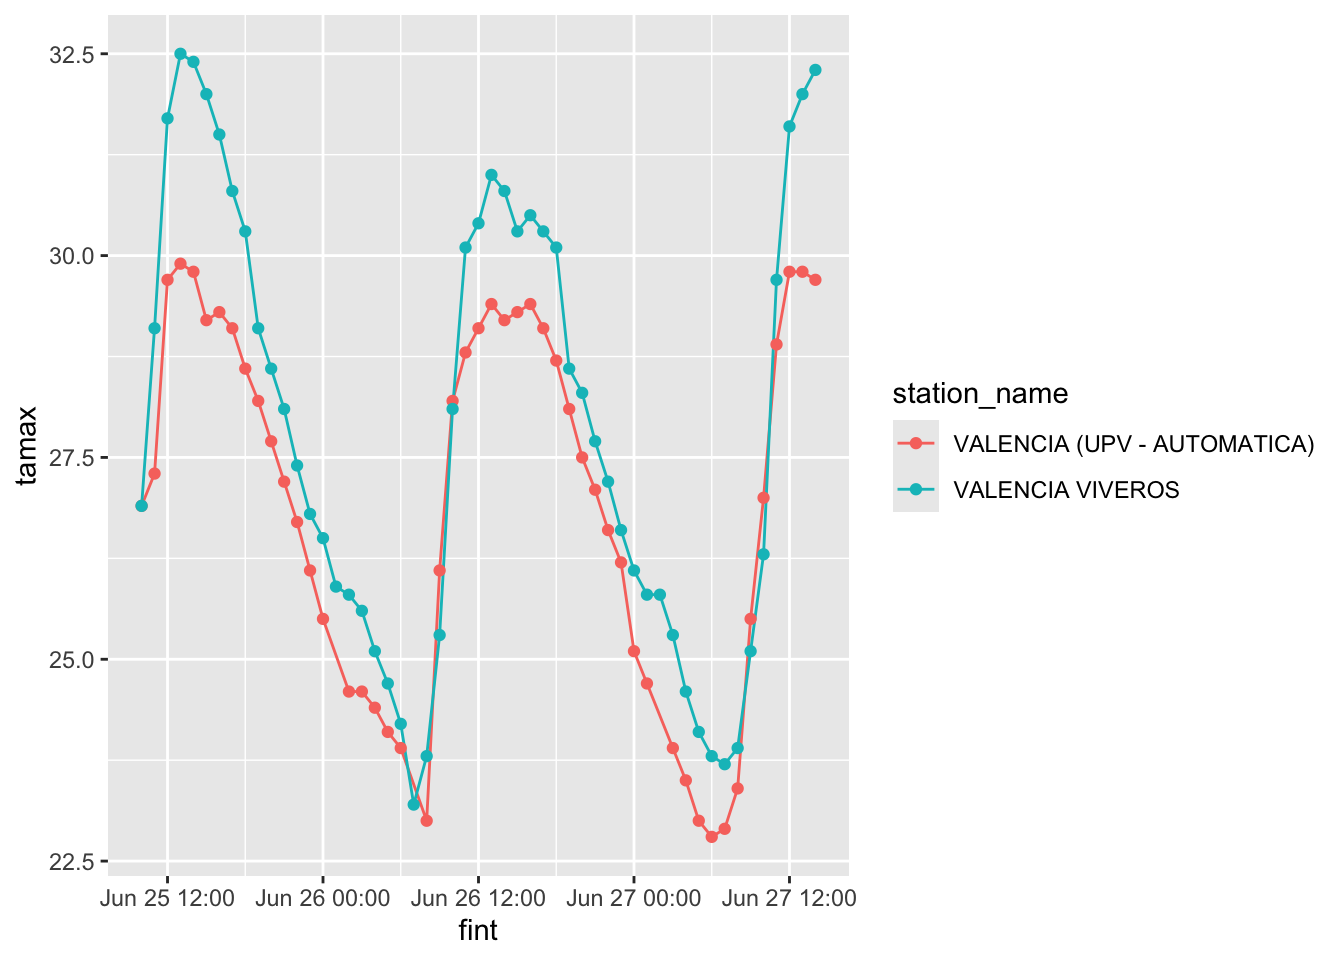 32.5
30.0
27.5
25.0
22.5
tamax
Jun 25 12:00 Jun 26 00:00 Jun 26 12:00 Jun 27 00:00 Jun 27 12:00
fint
station_name
VALENCIA (UPV - AUTOMATICA)
VALENCIA VIVEROS